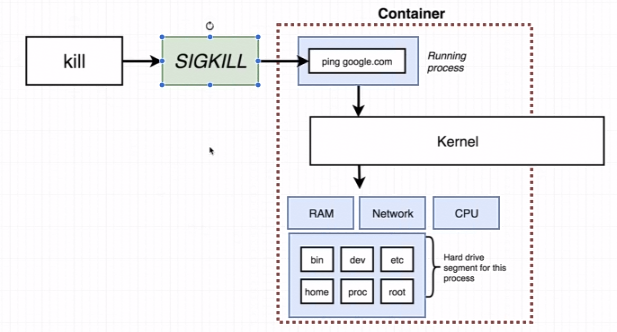 Container
kill
SIGKILL
ping google.com
Running
process
Kernel
RAM
Network
CPU
bin
dev
etc
home
proc
root
Hard drive
segment for this
process